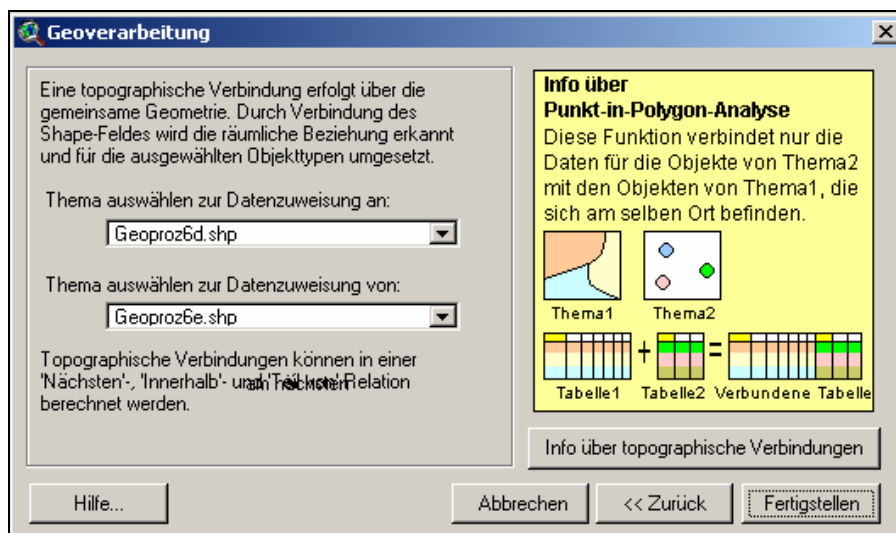 Geoverarbeitung
Eine topographische Verbindung erfolgt über die
gemeinsame Geometrie. Durch Verbindung des
Shape-Feldes wird die räumliche Beziehung erkannt
und für die ausgewählten Objekttypen umgesetzt.
Thema auswählen zur Datenzuweisung an:
Geoproz6d.shp
Thema auswählen zur Datenzuweisung von:
Geoproz6e.shp
Topographische Verbindungen können in einer
'Nächsten'-, 'Innerhalb'- und Relation
berechnet werden.
Info über
Punkt-in-Polygon-Analyse
Diese Funktion verbindet nur die
Daten für die Objekte von Thema2
mit den Objekten von Thema1, die
sich am selben Ort befinden.
Thema1 Thema2
+ =
Tabelle1 Tabelle2 Verbundene Tabelle
Info über topographische Verbindungen
Hilfe... Abbrechen << Zurück Fertigstellen